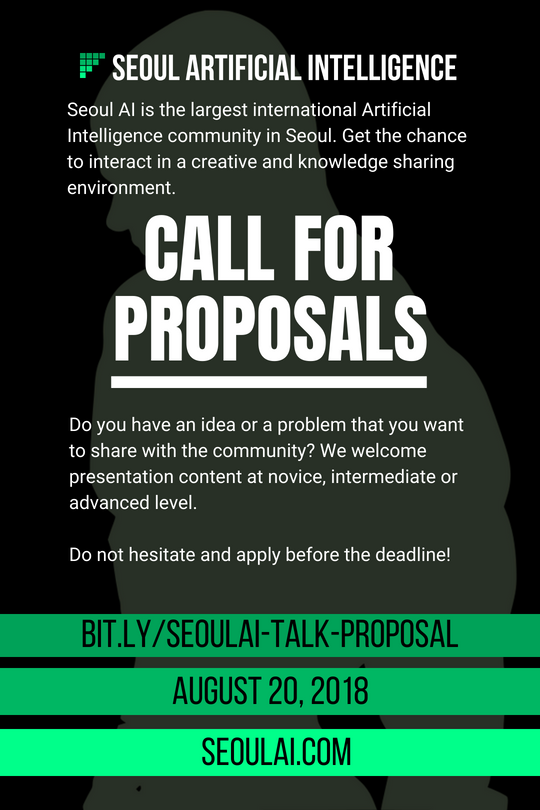 SEOUL ARTIFICIAL INTELLIGENCE
Seoul AI is the largest international Artificial
Intelligence community in Seoul. Get the chance
to interact in a creative and knowledge sharing
environment.
CALL FOR
PROPOSALS
Do you have an idea or a problem that you want
to share with the community? We welcome
presentation content at novice, intermediate or
advanced level.
Do not hesitate and apply before the deadline!
BIT.LY/SEOULAI-TALK-PROPOSAL
AUGUST 20, 2018
SEOULAI.COM